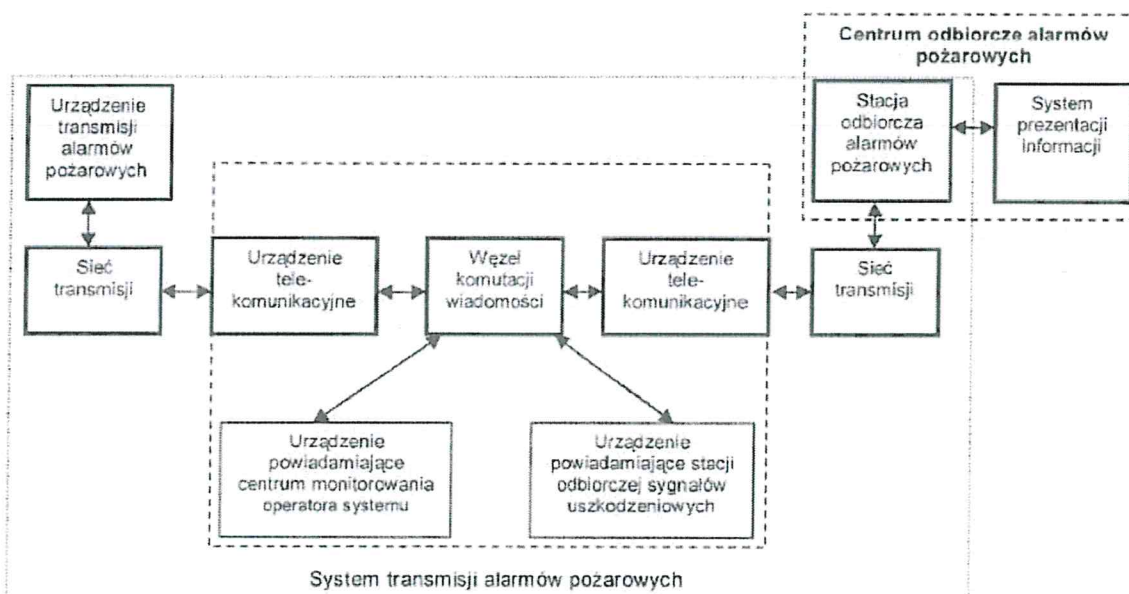 Centrum odbiorcze alarmów
pożarowych
Urządzenie
transmisji
alarmów
pożarowych
Stacja
odbiorcza
alarmów
pożarowych
System
prezentacji
informacji
Sieć
transmisji
Urządzenie
tele-
komunikacyjne
Węzeł
komutacji
wiadomości
Urządzenie
tele-
komunikacyjne
Sieć
transmisji
Urządzenie
powiadamiające
centrum monitorowania
operatora systemu
Urządzenie
powiadamiające stacji
odbiorczej sygnałów
uszkodzeniowych
System transmisji alarmów pożarowych